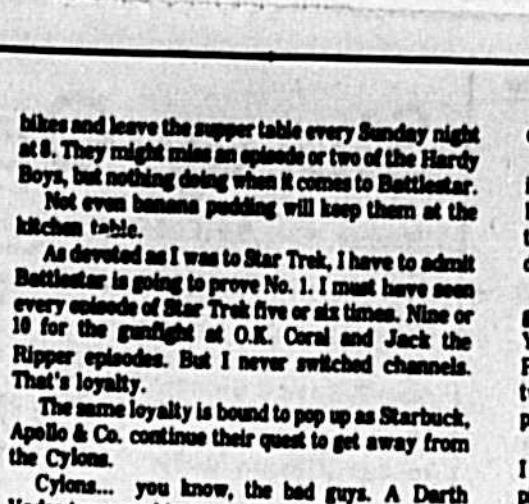 bikes and leave the supper table every Sunday night
at 8. They might miss an episode or two of the Hardy
Boys, but nothing doing when it comes to Battlestar.
Not even banana pudding will keep them at the
kitchen table.
As devoted as I was to Star Trek, I have to admit
Battlestar is going to prove No. 1. I must have seen
every episode of Star Trek five or six times. Nine or
10 for the gunfight at O.K. Coral and Jack the
Ripper episodes. But I never switched channels.
That's loyalty.
The same loyalty is bound to pop up as Starbuck,
Apollo & Co. continue their quest to get away from
the Cylons.
Cylons... you know, the bad guys. A Darth